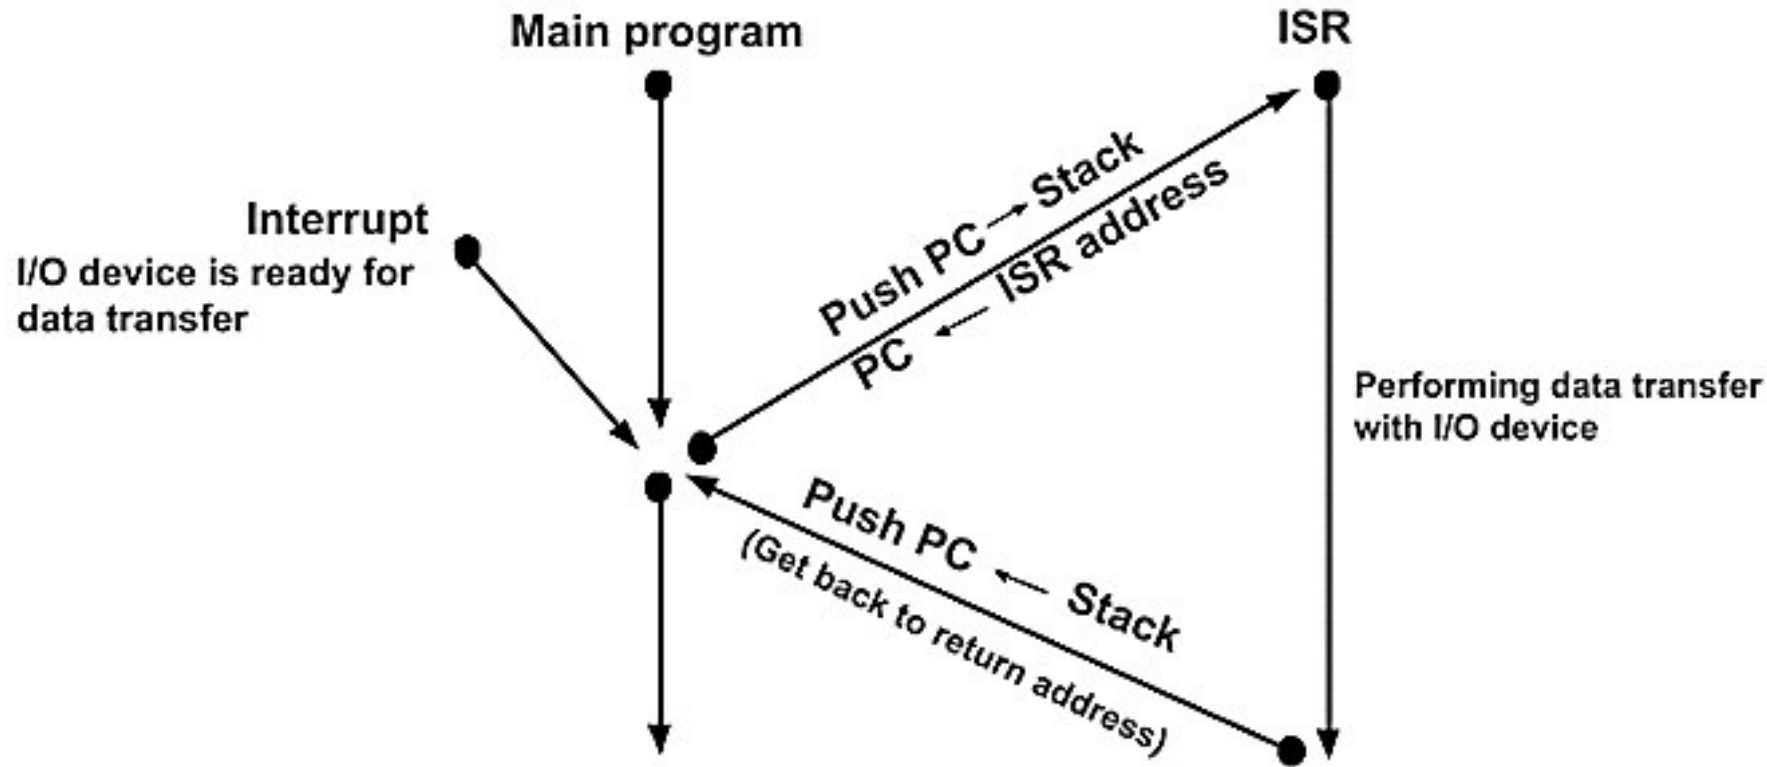 Main program
ISR
Interrupt
I/O device is ready for
data transfer
Push PC → Stack
PC ← ISR address
Performing data transfer
with I/O device
Push PC ← Stack
(Get back to return address)